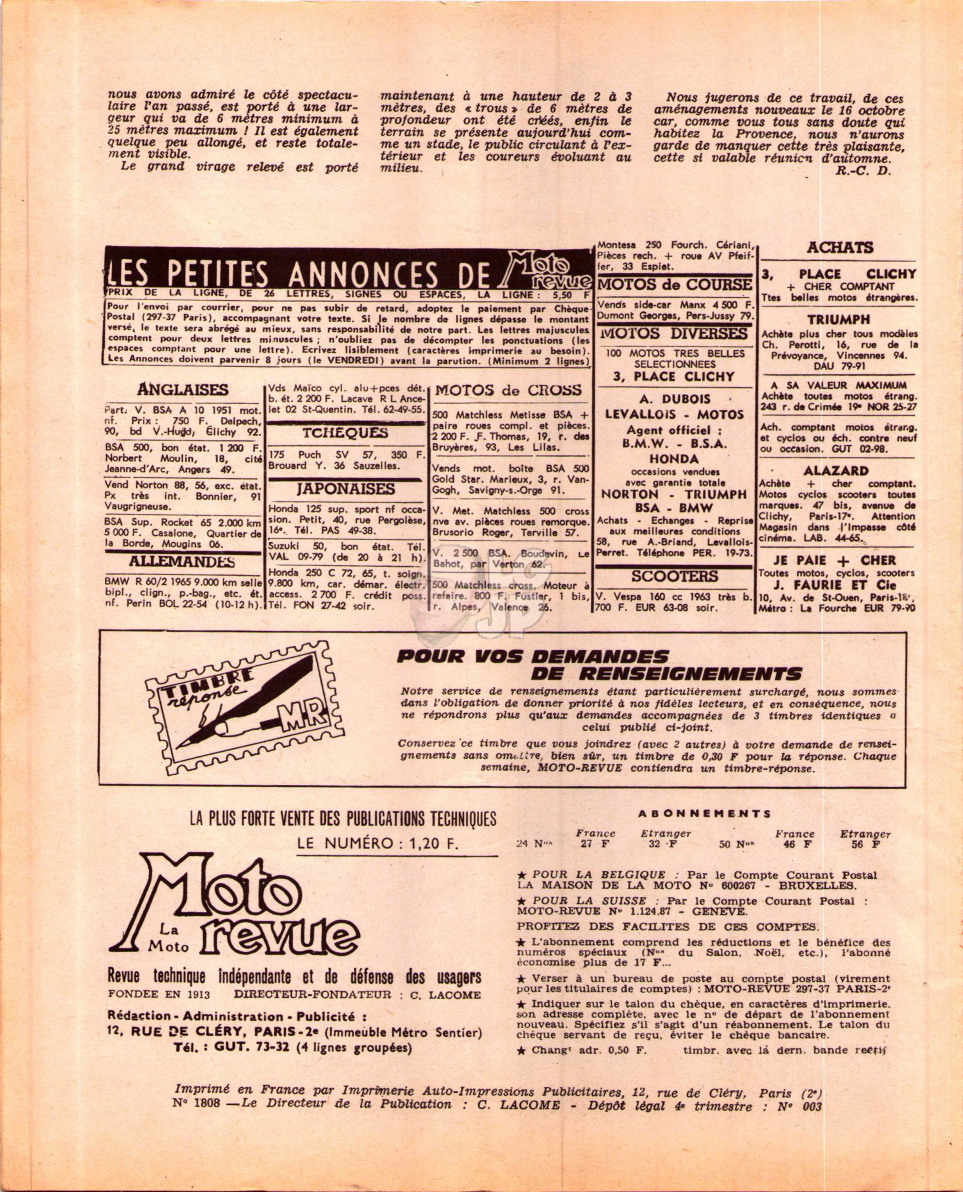 nous avons admiré le côté spectacu-
laire l'an passé, est porté à une lar-
geur qui va de 6 mètres minimum à
25 mètres maximum ! Il est également
quelque peu allongé, et reste totale-
ment visible.
Le grand virage relevé est porté
maintenant à une hauteur de 2 à 3
mètres, des « trous » de 6 mètres de
profondeur ont été créés, enfin le
terrain se présente aujourd'hui com-
me un stade, le public circulant à l'ex-
térieur et les coureurs évoluant au
milieu.
Nous jugerons de ce travail, de ces
aménagements nouveaux le 16 octobre
car, comme vous tous sans doute qui
habitez la Provence, nous n'aurons
garde de manquer cette très plaisante,
cette si valable réunion d'automne.
R.-C. D.
LES PETITES ANNONCES DE Moto revue
PRIX DE LA LIGNE, DE 26 LETTRES, SIGNES OU ESPACES, LA LIGNE : 5,50 F
Pour l'envoi par courrier, pour ne pas subir de retard, adoptez le paiement par Chèque-
Postal (297-37 Paris), accompagnant votre texte. Si le nombre de lignes dépasse le montant
versé, le texte sera abrégé au mieux, sans responsabilité de notre part. Les lettres majuscules
comptent pour deux lettres minuscules ; n'oubliez pas de décompter les ponctuations (les
espaces comptant pour une lettre). Ecrivez lisiblement (caractères imprimerie au besoin).
Les Annonces doivent parvenir 8 jours (le VENDREDI) avant la parution. (Minimum 2 lignes)
ANGLAISES
Part. V. BSA A 10 1951 mot.
nf. Prix : 750 F. Delpech,
90, bd V.-Hugo, Clichy 92.
BSA 500, bon état. 1 200 F.
Norbert Moulin, 18, cité
Jeanne-d'Arc, Angers 49.
Vend Norton 88, 56, exc. état.
Px très int. Bonnier, 91
Vaugrigneuse.
BSA Sup. Rocket 65 2.000 km
5 000 F. Casalone, Quartier de
la Borde, Mougins 06.
ALLEMANDES
BMW R 60/2 1965 9.000 km selle
bipl., clign., p.-bag., etc. ét.
nf. Perin BOL 22-54 (10-12 h).
Vds Maïco cyl. alu+pces dét.
b. ét. 2 200 F. Lacave R L Ance-
let 02 St-Quentin. Tél. 62-49-55.
TCHEQUES
175 Puch SV 57, 350 F.
Brouard Y. 36 Sauzelles.
JAPONAISES
Honda 125 sup. sport nf occa-
sion. Petit, 40, rue Pergolèse,
16e. Tél. PAS 49-38.
Suzuki 50, bon état. Tél.
VAL 09-79 (de 20 à 21 h).
Honda 250 C 72, 65, t. soign.
9.800 km, car. démar. électr.
access. 2 700 F. crédit poss.
Tél. FON 27-42 soir.
MOTOS de CROSS
500 Matchless Metisse BSA +
paire roues compl. et pièces.
2 200 F. F. Thomas, 19, r. des
Bruyères, 93, Les Lilas.
Vends mot. boîte BSA 500
Gold Star. Marieux, 3, r. Van-
Gogh, Savigny-s.-Orge 91.
V. Met. Matchless 500 cross
nve av. pièces roues remorque.
Brusorio Roger, Terville 57.
V. 2 500 BSA. Boudevin, Le
Bahot, par Verton 62.
500 Matchless cross. Moteur à
refaire. 800 F. Fustier, 1 bis,
r. Alpes, Valence 26.
Montesa 250 Fourch. Cériani,
Pièces rech. + roue AV Pfeif-
fer, 33 Espiet.
MOTOS de COURSE
Vends side-car Manx 4 500 F.
Dumont Georges, Pers-Jussy 79.
MOTOS DIVERSES
100 MOTOS TRES BELLES
SELECTIONNEES
3, PLACE CLICHY
A. DUBOIS
LEVALLOIS - MOTOS
Agent officiel :
B.M.W. - B.S.A.
HONDA
occasions vendues
avec garantie totale
NORTON - TRIUMPH
BSA - BMW
Achats - Echanges - Reprise
aux meilleures conditions
58, rue A.-Briand, Levallois-
Perret. Téléphone PER. 19-73.
SCOOTERS
V. Vespa 160 cc 1963 très b.
700 F. EUR 63-08 soir.
ACHATS
3, PLACE CLICHY
+ CHER COMPTANT
Ttes belles motos étrangères.
TRIUMPH
Achète plus cher tous modèles
Ch. Perotti, 16, rue de la
Prévoyance, Vincennes 94.
DAU 79-91
A SA VALEUR MAXIMUM
Achète toutes motos étrang.
243 r. de Crimée 19e NOR 25-27
Ach. comptant motos étrang.
et cyclos ou éch. contre neuf
ou occasion. GUT 02-98.
ALAZARD
Achète + cher comptant.
Motos cyclos scooters toutes
marques. 47 bis, avenue de
Clichy, Paris-17e. Attention
Magasin dans l'Impasse côté
cinéma. LAB. 44-65.
JE PAIE + CHER
Toutes motos, cyclos, scooters
J. FAURIE ET Cie
10, Av. de St-Ouen, Paris-18e,
Métro : La Fourche EUR 79-90
TIMBRE
réponse
M.R.
POUR VOS DEMANDES
DE RENSEIGNEMENTS
Notre service de renseignements étant particulièrement surchargé, nous sommes
dans l'obligation de donner priorité à nos fidèles lecteurs, et en conséquence, nous
ne répondrons plus qu'aux demandes accompagnées de 3 timbres identiques a
celui publié ci-joint.
Conservez ce timbre que vous joindrez (avec 2 autres) à votre demande de rensei-
gnements sans omettre, bien sûr, un timbre de 0,30 F pour la réponse. Chaque
semaine, MOTO-REVUE contiendra un timbre-réponse.
LA PLUS FORTE VENTE DES PUBLICATIONS TECHNIQUES
LE NUMÉRO : 1,20 F.
Moto
La
Moto revue
Revue technique indépendante et de défense des usagers
FONDEE EN 1913 DIRECTEUR-FONDATEUR : C. LACOME
Rédaction - Administration - Publicité :
12, RUE DE CLÉRY, PARIS-2e (Immeuble Métro Sentier)
Tél. : GUT. 73-32 (4 lignes groupées)
ABONNEMENTS
France Etranger France Etranger
24 Nos 27 F 32 F 50 Nos 46 F 56 F
★ POUR LA BELGIQUE : Par le Compte Courant Postal
LA MAISON DE LA MOTO No 600267 - BRUXELLES.
★ POUR LA SUISSE : Par le Compte Courant Postal :
MOTO-REVUE No 1.124.87 - GENEVE.
PROFITEZ DES FACILITES DE CES COMPTES.
★ L'abonnement comprend les réductions et le bénéfice des
numéros spéciaux (Nos du Salon, Noël, etc.), l'abonné
économise plus de 17 F...
★ Verser à un bureau de poste au compte postal (virement
pour les titulaires de comptes) : MOTO-REVUE 297-37 PARIS-2e
★ Indiquer sur le talon du chèque, en caractères d'imprimerie,
son adresse complète, avec le no de départ de l'abonnement
nouveau. Spécifiez s'il s'agit d'un réabonnement. Le talon du
chèque servant de reçu, éviter le chèque bancaire.
★ Changt adr. 0,50 F. timbr. avec la dern. bande rectif
Imprimé en France par Imprimerie Auto-Impressions Publicitaires, 12, rue de Cléry, Paris (2e)
No 1808 — Le Directeur de la Publication : C. LACOME - Dépôt légal 4e trimestre : No 003